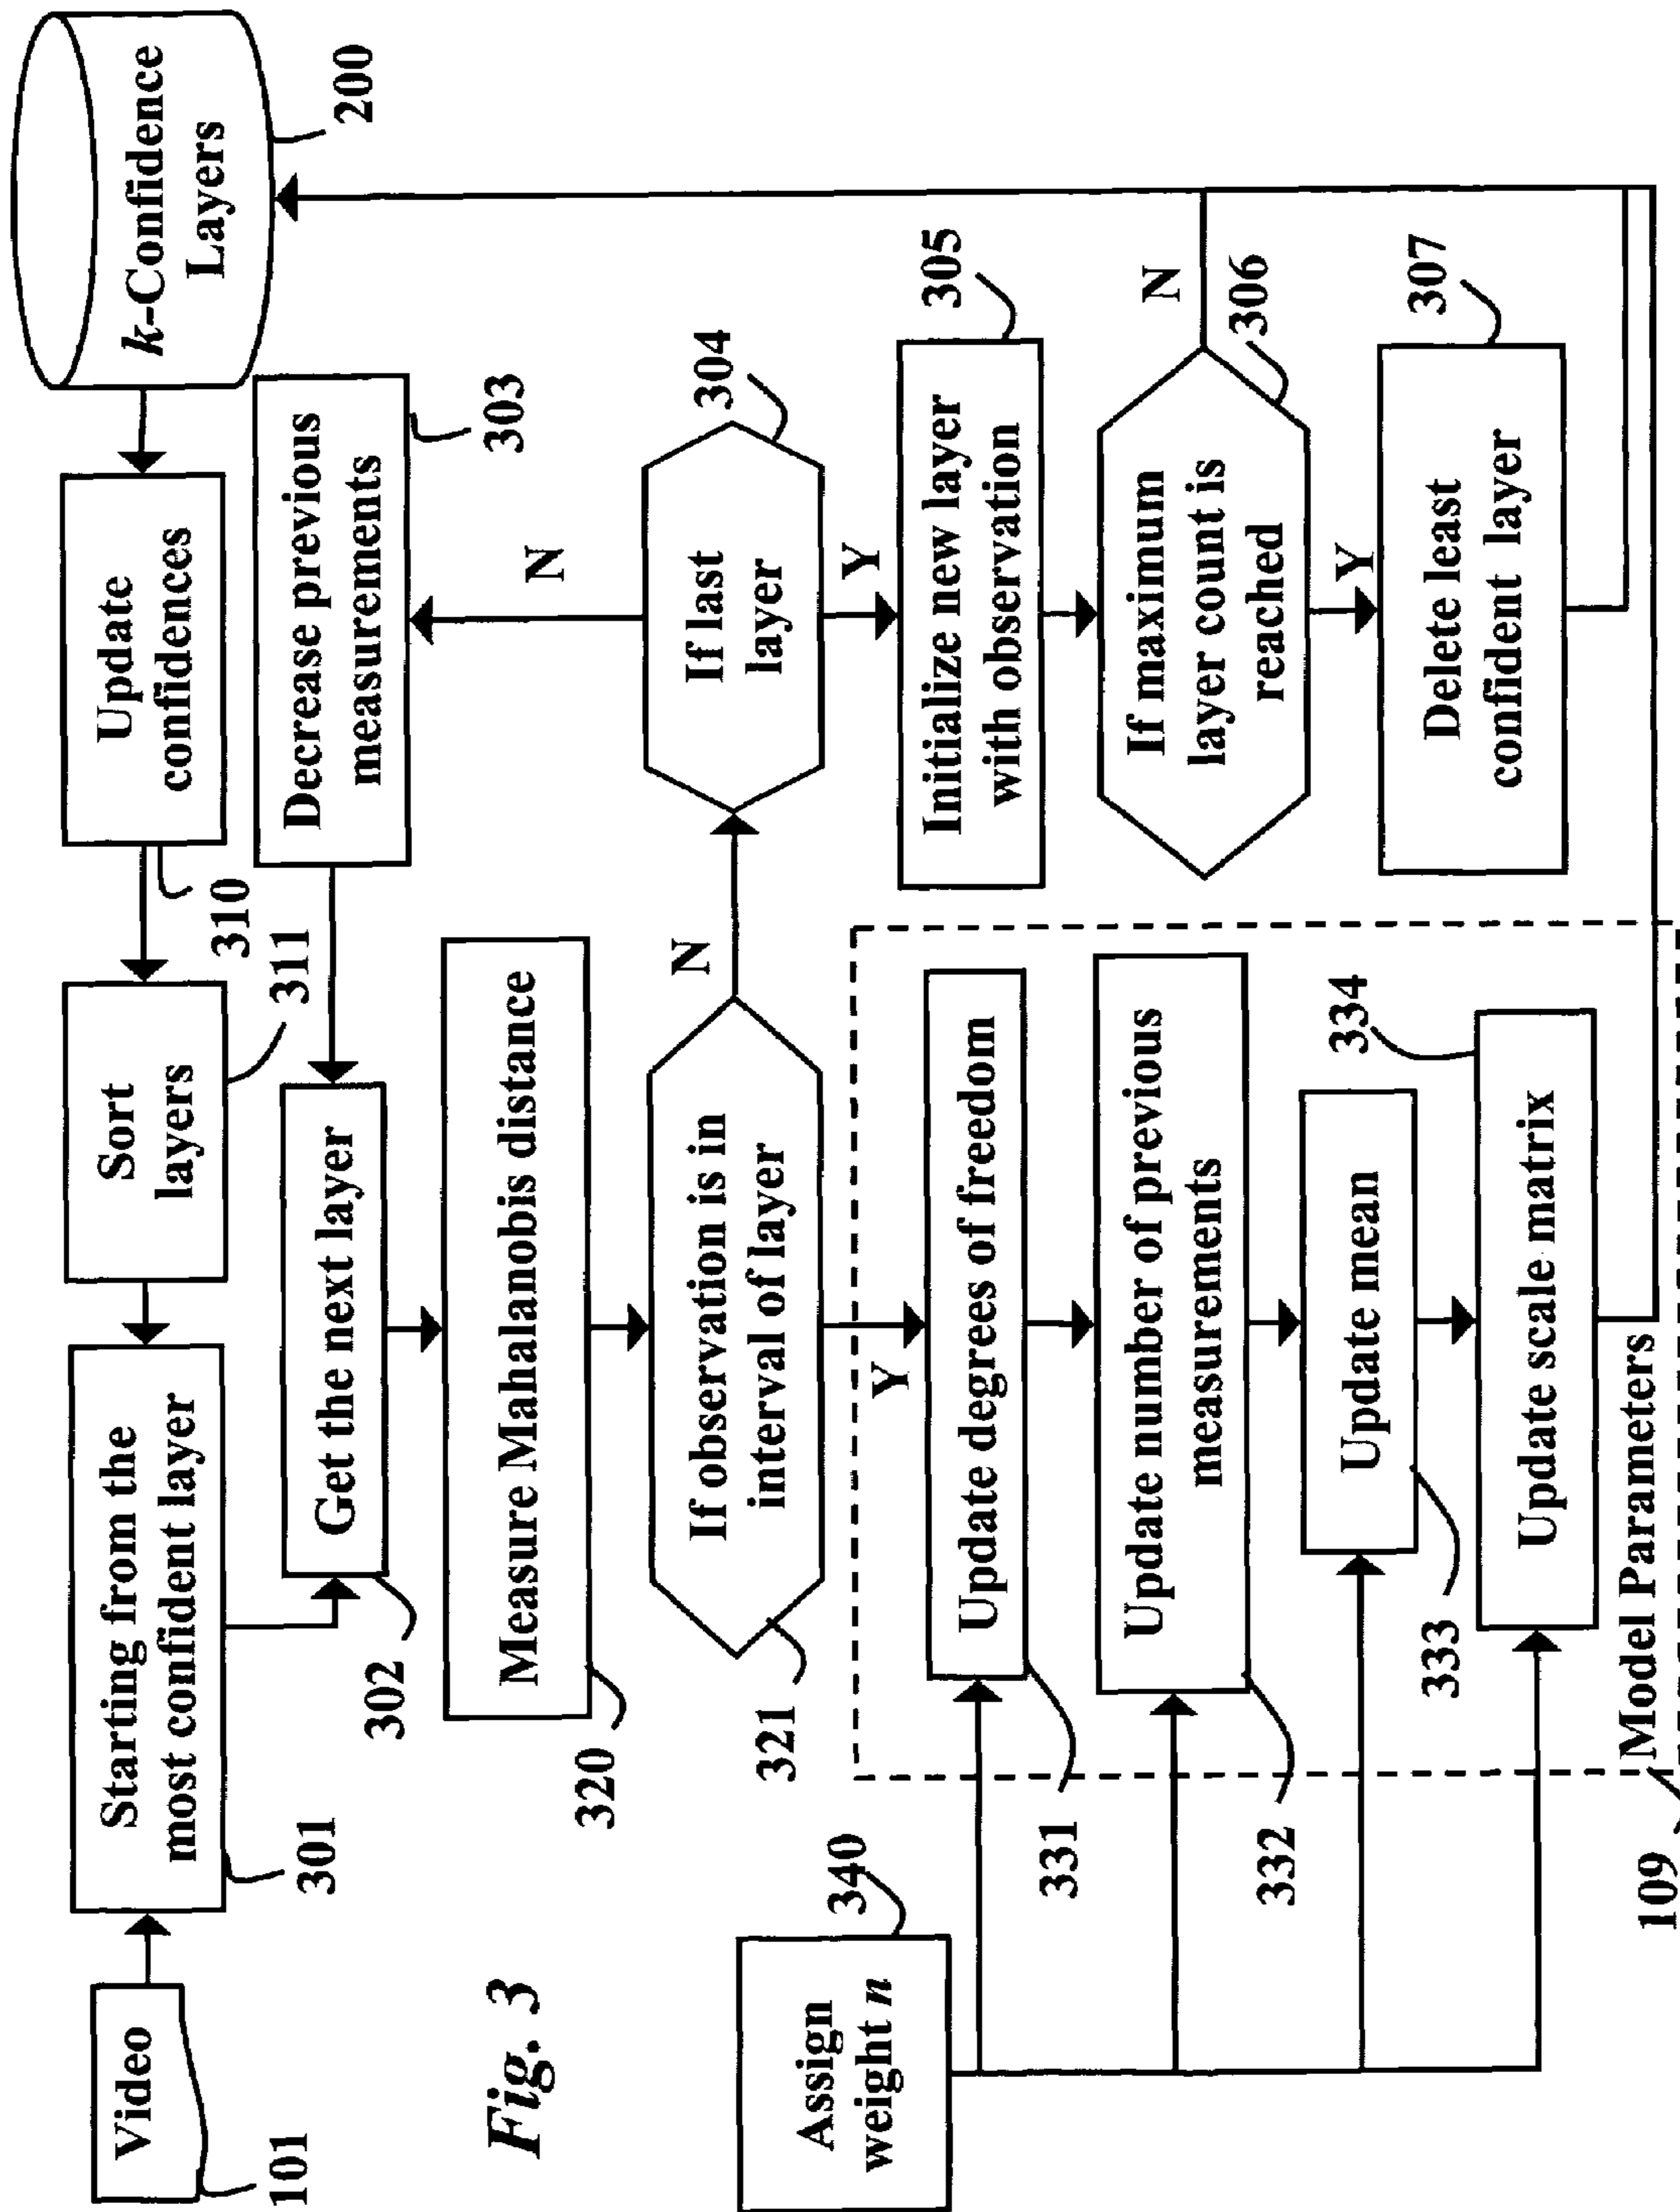 Video
101
Starting from the
most confident layer
301
Sort
layers
311
Update
confidences
310
k-Confidence
Layers
200
Get the next layer
302
Decrease previous
measurements
303
Measure Mahalanobis distance
320
Fig. 3
If observation is in
interval of layer
321
N
If last
layer
304
N
Y
Y
Assign
weight n
340
Update degrees of freedom
331
Initialize new layer
with observation
305
Update number of previous
measurements
332
If maximum
layer count is
reached
306
N
Y
Update mean
333
Delete least
confident layer
307
Update scale matrix
334
Model Parameters
109